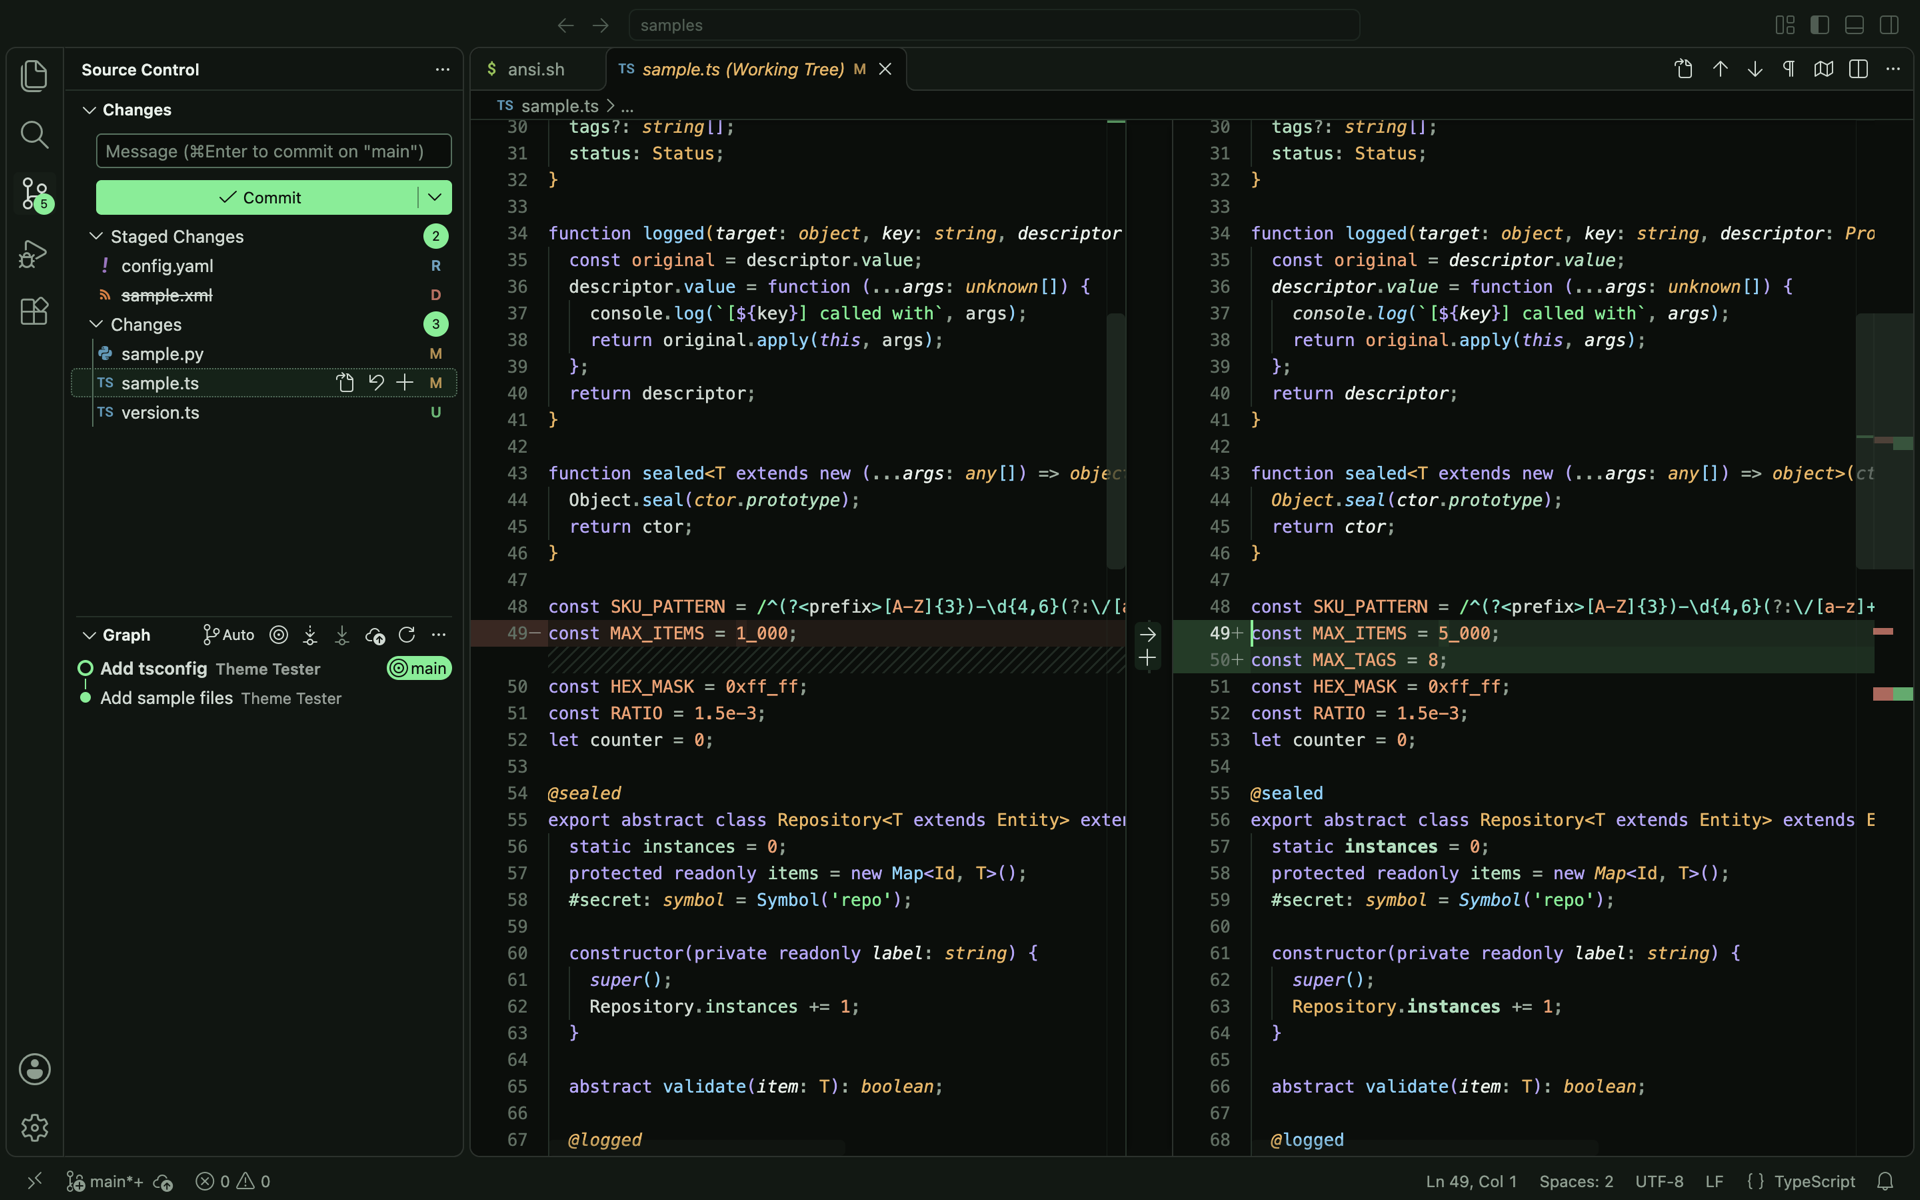 samples
Source Control
Changes
Message (⌘Enter to commit on "main")
Commit
Staged Changes 2
config.yaml R
sample.xml D
Changes 3
sample.py M
TS sample.ts M
TS version.ts U
5
Graph Auto
Add tsconfig Theme Tester main
Add sample files Theme Tester
$ ansi.sh
TS sample.ts (Working Tree) M
TS sample.ts > ...
30 tags?: string[];
31 status: Status;
32 }
33
34 function logged(target: object, key: string, descriptor
35 const original = descriptor.value;
36 descriptor.value = function (...args: unknown[]) {
37 console.log(`[${key}] called with`, args);
38 return original.apply(this, args);
39 };
40 return descriptor;
41 }
42
43 function sealed<T extends new (...args: any[]) => objec
44 Object.seal(ctor.prototype);
45 return ctor;
46 }
47
48 const SKU_PATTERN = /^(?<prefix>[A-Z]{3})-\d{4,6}(?:\/[a
49− const MAX_ITEMS = 1_000;
50 const HEX_MASK = 0xff_ff;
51 const RATIO = 1.5e-3;
52 let counter = 0;
53
54 @sealed
55 export abstract class Repository<T extends Entity> exter
56 static instances = 0;
57 protected readonly items = new Map<Id, T>();
58 #secret: symbol = Symbol('repo');
59
60 constructor(private readonly label: string) {
61 super();
62 Repository.instances += 1;
63 }
64
65 abstract validate(item: T): boolean;
66
67 @logged
30 tags?: string[];
31 status: Status;
32 }
33
34 function logged(target: object, key: string, descriptor: Pro
35 const original = descriptor.value;
36 descriptor.value = function (...args: unknown[]) {
37 console.log(`[${key}] called with`, args);
38 return original.apply(this, args);
39 };
40 return descriptor;
41 }
42
43 function sealed<T extends new (...args: any[]) => object>(ct
44 Object.seal(ctor.prototype);
45 return ctor;
46 }
47
48 const SKU_PATTERN = /^(?<prefix>[A-Z]{3})-\d{4,6}(?:\/[a-z]+
49+ const MAX_ITEMS = 5_000;
50+ const MAX_TAGS = 8;
51 const HEX_MASK = 0xff_ff;
52 const RATIO = 1.5e-3;
53 let counter = 0;
54
55 @sealed
56 export abstract class Repository<T extends Entity> extends E
57 static instances = 0;
58 protected readonly items = new Map<Id, T>();
59 #secret: symbol = Symbol('repo');
60
61 constructor(private readonly label: string) {
62 super();
63 Repository.instances += 1;
64 }
65
66 abstract validate(item: T): boolean;
67
68 @logged
main*+ 0 0
Ln 49, Col 1 Spaces: 2 UTF-8 LF {} TypeScript